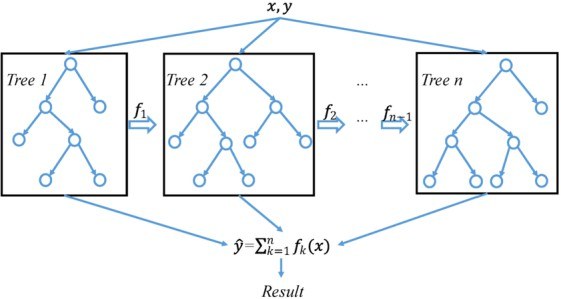 x, y
Tree 1
Tree 2
...
Tree n
f₁
f₂
...
fₙ₋₁
ŷ=∑ⁿₖ₌₁ fₖ(x)
Result